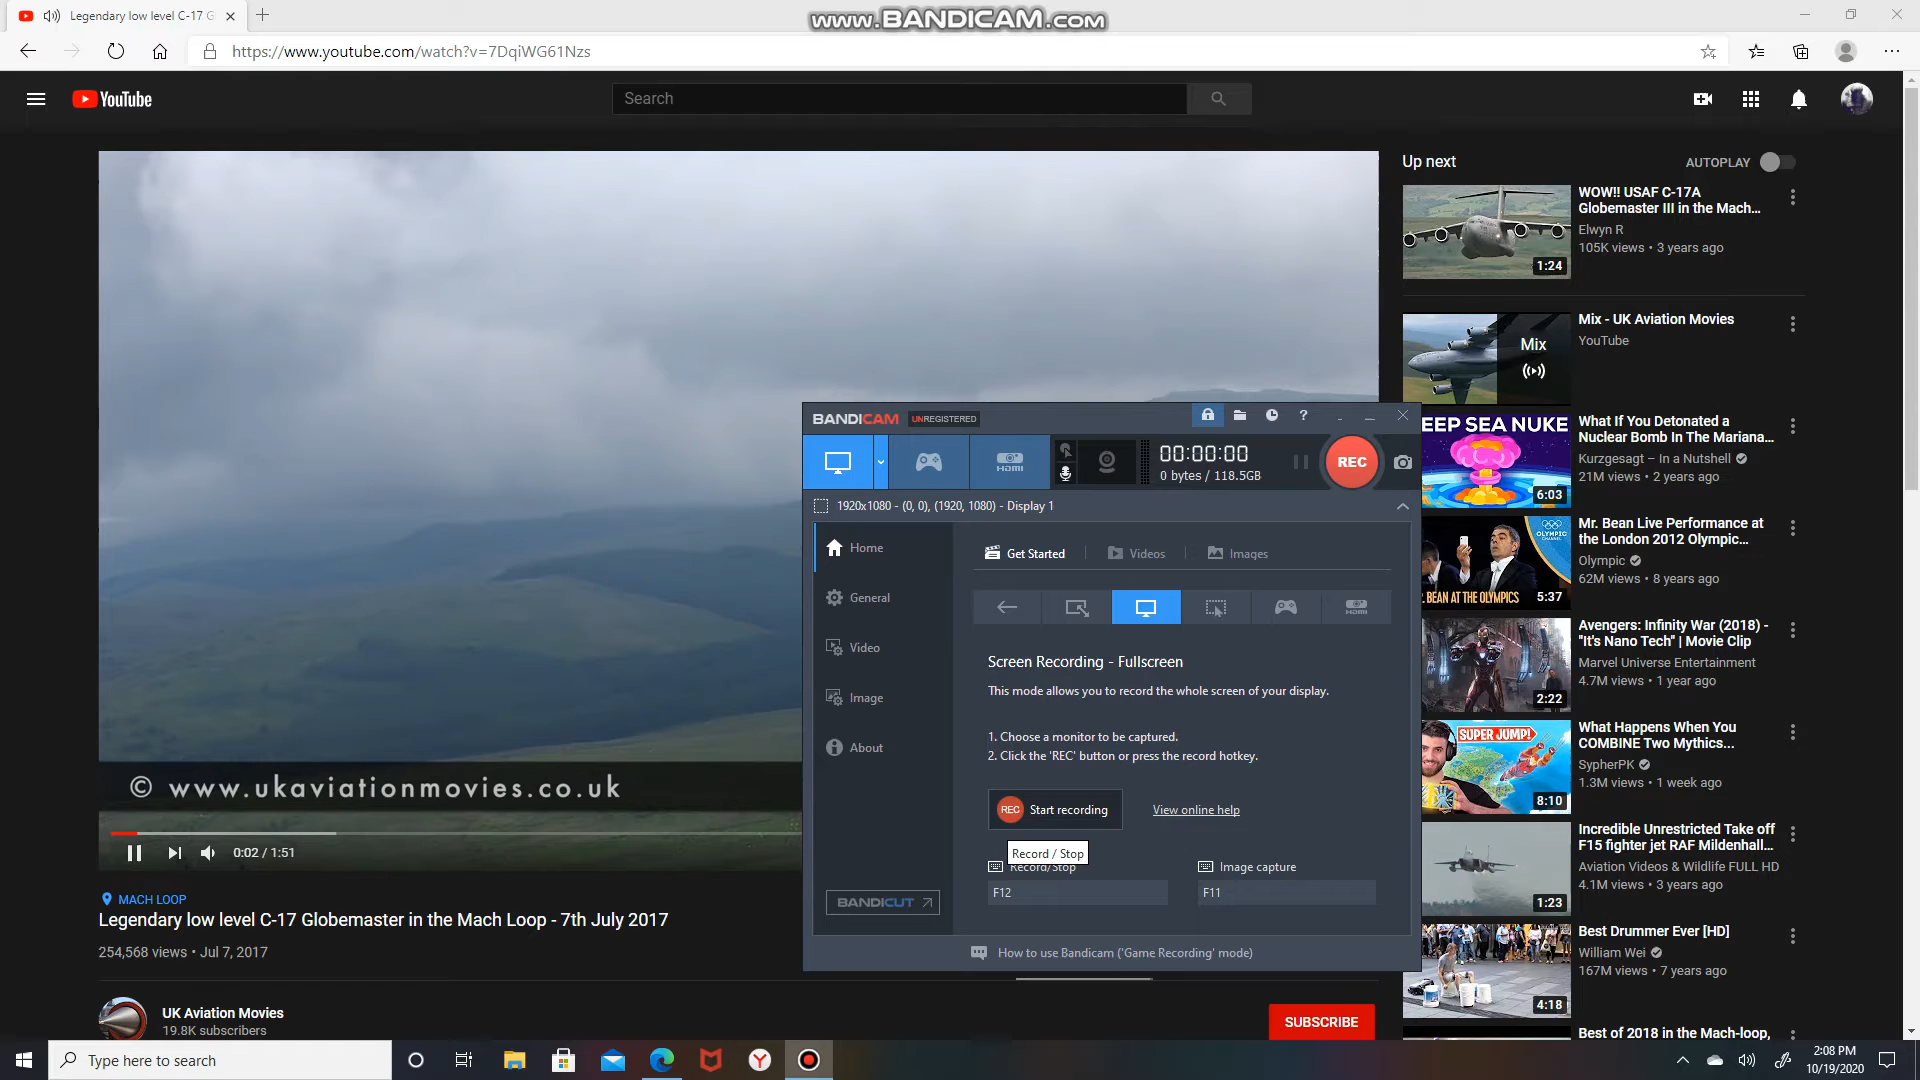 Legendary low level C-17 G
www.BANDICAM.com
https://www.youtube.com/watch?v=7DqiWG61Nzs
YouTube
Search
Up next
AUTOPLAY
WOW!! USAF C-17A
Globemaster III in the Mach...
Elwyn R
105K views • 3 years ago
1:24
Mix - UK Aviation Movies
YouTube
Mix
What If You Detonated a
Nuclear Bomb In The Mariana...
Kurzgesagt – In a Nutshell
21M views • 2 years ago
EEP SEA NUKE
6:03
Mr. Bean Live Performance at
the London 2012 Olympic...
Olympic
62M views • 8 years ago
OLYMPIC
CHANNEL
. BEAN AT THE OLYMPICS
5:37
Avengers: Infinity War (2018) -
"It's Nano Tech" | Movie Clip
Marvel Universe Entertainment
4.7M views • 1 year ago
2:22
What Happens When You
COMBINE Two Mythics...
SypherPK
1.3M views • 1 week ago
SUPER JUMP!
8:10
Incredible Unrestricted Take off
F15 fighter jet RAF Mildenhall...
Aviation Videos & Wildlife FULL HD
4.1M views • 3 years ago
1:23
Best Drummer Ever [HD]
William Wei
167M views • 7 years ago
4:18
Best of 2018 in the Mach-loop,
BANDICAM UNREGISTERED
HDMI
00:00:00
0 bytes / 118.5GB
REC
1920x1080 - (0, 0), (1920, 1080) - Display 1
Home
General
Video
Image
About
BANDICUT
Get Started
Videos
Images
HDMI
Screen Recording - Fullscreen
This mode allows you to record the whole screen of your display.
1. Choose a monitor to be captured.
2. Click the 'REC' button or press the record hotkey.
REC Start recording
View online help
Record / Stop
Record/Stop
Image capture
F12
F11
How to use Bandicam ('Game Recording' mode)
© www.ukaviationmovies.co.uk
0:02 / 1:51
MACH LOOP
Legendary low level C-17 Globemaster in the Mach Loop - 7th July 2017
254,568 views • Jul 7, 2017
UK Aviation Movies
19.8K subscribers
SUBSCRIBE
Type here to search
2:08 PM
10/19/2020